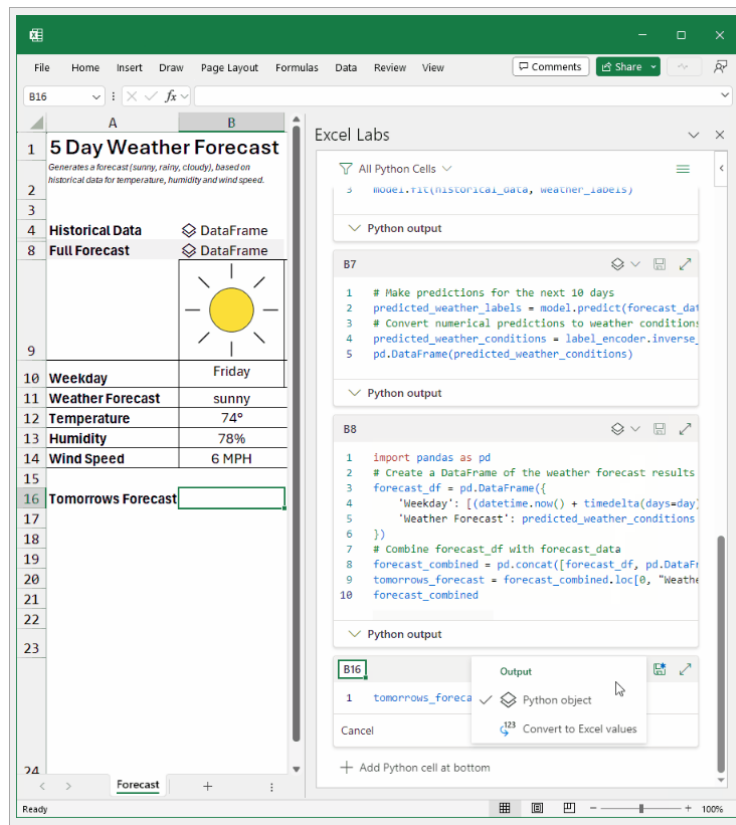 File Home Insert Draw Page Layout Formulas Data Review View Comments Share
B16 fx
A B
Excel Labs
1 5 Day Weather Forecast
All Python Cells
2 Generates a forecast (sunny, rainy, cloudy), based on
historical data for temperature, humidity and wind speed.
3
4 Historical Data DataFrame
8 Full Forecast DataFrame
9
10 Weekday Friday
11 Weather Forecast sunny
12 Temperature 74°
13 Humidity 78%
14 Wind Speed 6 MPH
15
16 Tomorrows Forecast
17
18
19
20
21
22
23
24
3 model.fit(historical_data, weather_labels)
Python output
B7
1 # Make predictions for the next 10 days
2 predicted_weather_labels = model.predict(forecast_dat
3 # Convert numerical predictions to weather conditions
4 predicted_weather_conditions = label_encoder.inverse_
5 pd.DataFrame(predicted_weather_conditions)
Python output
B8
1 import pandas as pd
2 # Create a DataFrame of the weather forecast results
3 forecast_df = pd.DataFrame({
4 'Weekday': [(datetime.now() + timedelta(days=day)
5 'Weather Forecast': predicted_weather_conditions
6 })
7 # Combine forecast_df with forecast_data
8 forecast_combined = pd.concat([forecast_df, pd.DataFr
9 tomorrows_forecast = forecast_combined.loc[0, "Weathe
10 forecast_combined
Python output
B16
1 tomorrows_foreca
Output
Python object
123 Convert to Excel values
Cancel
Add Python cell at bottom
Forecast
Ready 100%